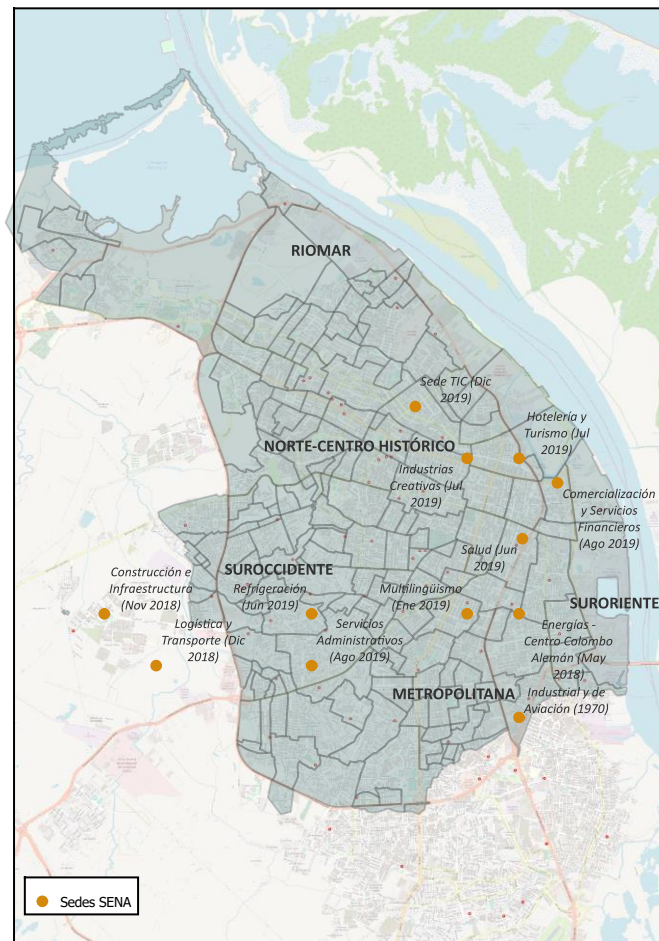 RIOMAR
Sede TIC (Dic
2019)
Hotelería y
Turismo (Jul
2019)
NORTE-CENTRO HISTÓRICO
Industrias
Creativas (Jul
2019)
Comercialización
y Servicios
Financieros
(Ago 2019)
Salud (Jun
2019)
SUROCCIDENTE
Construcción e
Infraestructura
(Nov 2018)
Refrigeración
(Jun 2019)
Multilingüismo
(Ene 2019)
SURORIENTE
Logística y
Transporte (Dic
2018)
Servicios
Administrativos
(Ago 2019)
Energías -
Centro Colombo
Alemán (May
2018)
METROPOLITANA
Industrial y de
Aviación (1970)
Sedes SENA